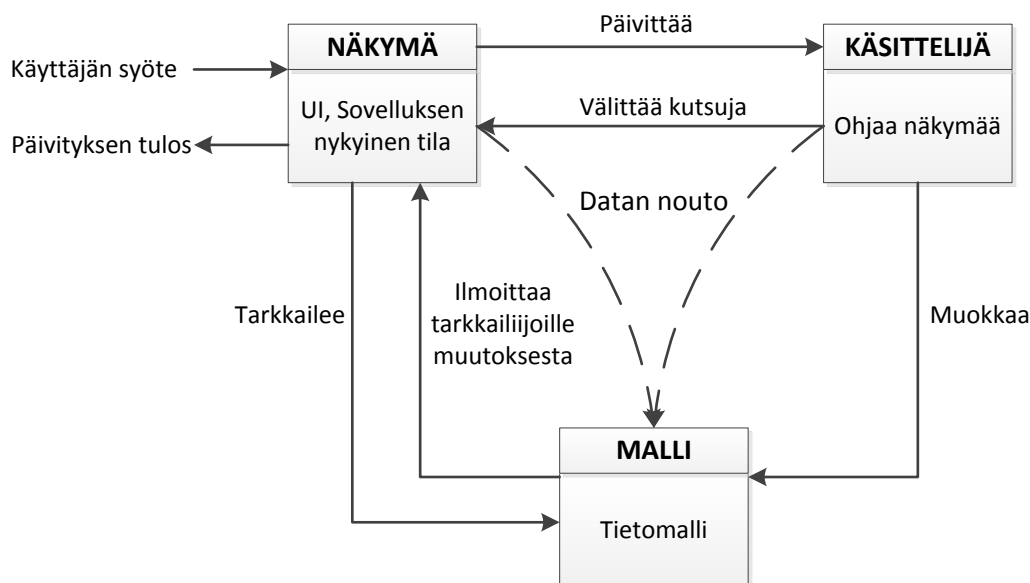 NÄKYMÄ
Päivittää
KÄSITTELIJÄ
Käyttäjän syöte
UI, Sovelluksen
nykyinen tila
Välittää kutsuja
Ohjaa näkymää
Päivityksen tulos
Datan nouto
Tarkkailee
Ilmoittaa
tarkkailiijoille
muutoksesta
Muokkaa
MALLI
Tietomalli